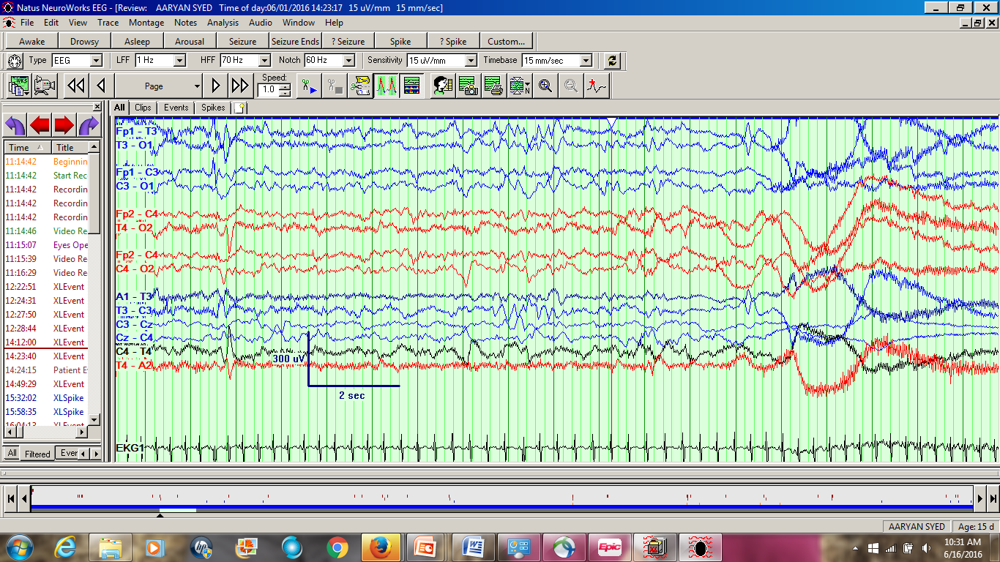 Natus NeuroWorks EEG - [Review: AARYAN SYED Time of day:06/01/2016 14:23:17 15 uV/mm 15 mm/sec]
File Edit View Trace Montage Notes Analysis Audio Window Help
Awake Drowsy Asleep Arousal Seizure Seizure Ends ? Seizure Spike ? Spike Custom...
Type EEG LFF 1 Hz HFF 70 Hz Notch 60 Hz Sensitivity 15 uV/mm Timebase 15 mm/sec
Page Speed: 1.0 N
All Clips Events Spikes
Time Title
11:14:42 Beginnin
11:14:42 Start Rec
11:14:42 Recording
11:14:42 Recordin
11:14:42 Recordin
11:14:46 Video Re
11:15:07 Eyes Ope
11:15:39 Video Re
11:16:29 Video Re
12:22:51 XLEvent
12:24:31 XLEvent
12:27:50 XLEvent
12:28:44 XLEvent
14:12:00 XLEvent
14:23:40 XLEvent
14:24:15 Patient E
14:49:29 XLEvent
15:32:02 XLSpike
15:58:35 XLSpike
16:04:13 XLEvent
All Filtered Ever
Fp1 - T3
T3 - O1
Fp1 - C3
C3 - O1
Fp2 - C4
T4 - O2
Fp2 - C4
C4 - O2
A1 - T3
T3 - C3
C3 - Cz
Cz - C4
C4 - T4
T4 - A2
300 uV
2 sec
EKG1
AARYAN SYED Age: 15 d
hp Epic
10:31 AM
6/16/2016